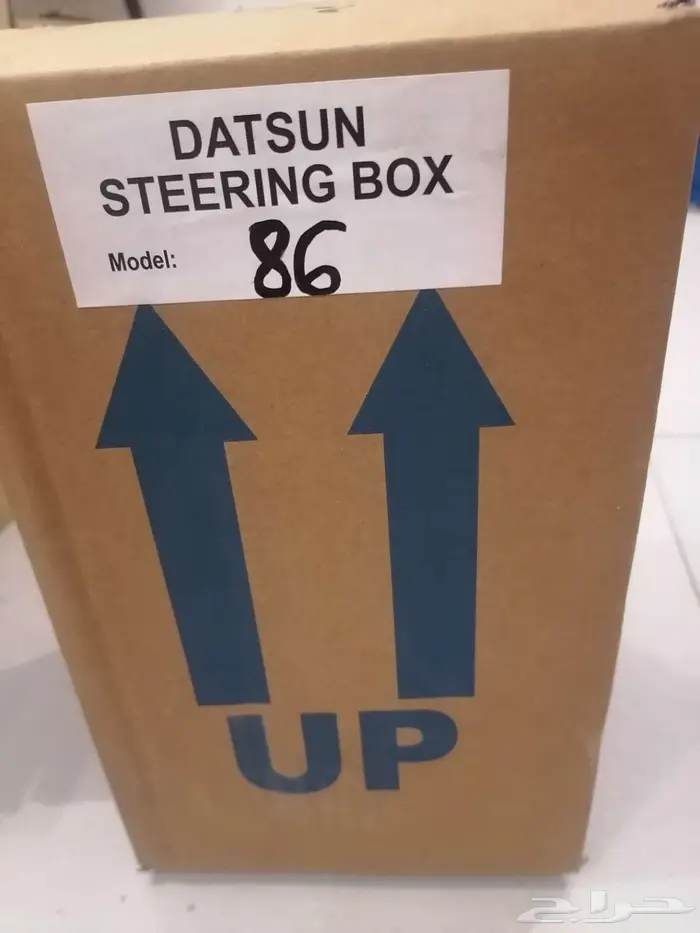 DATSUN
STEERING BOX
Model: 86
UP
حراج